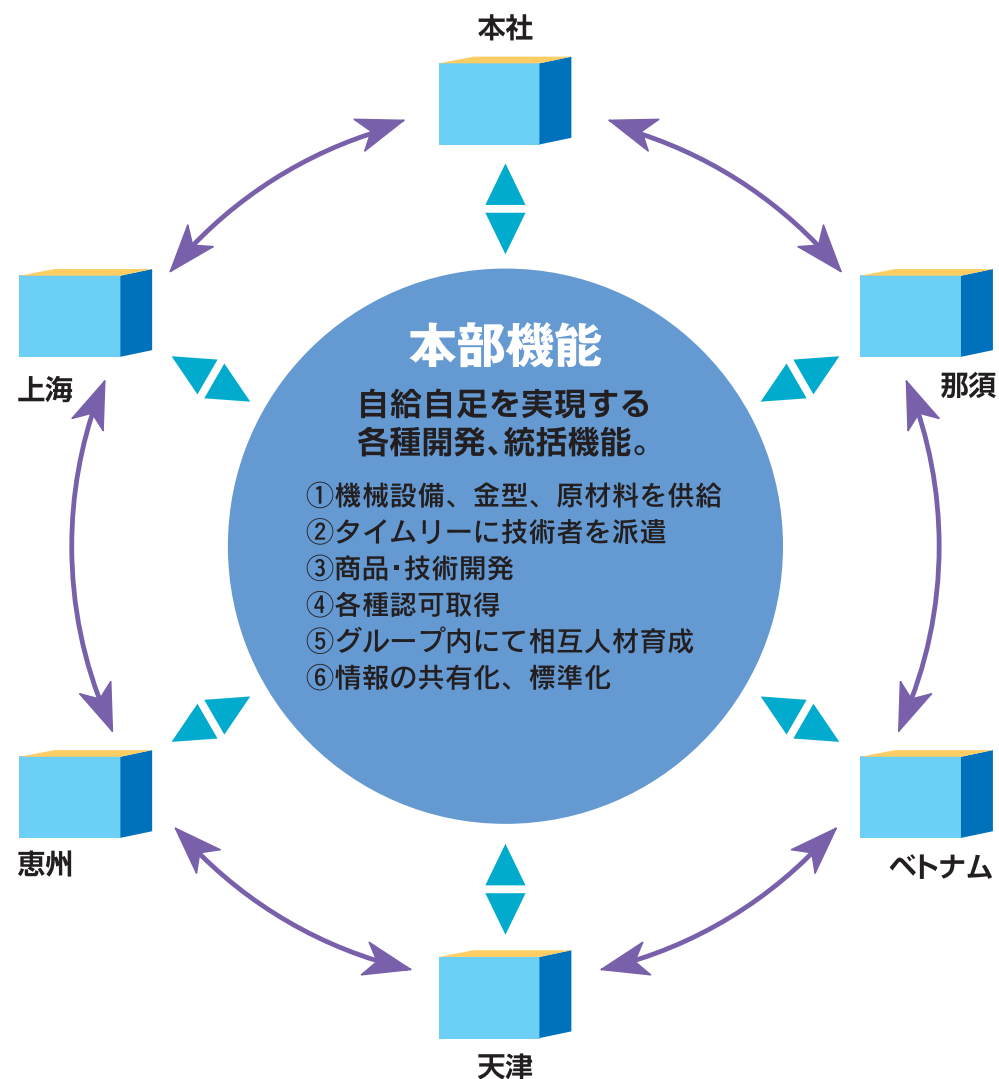 本社
上海
那須
本部機能
自給自足を実現する
各種開発、統括機能。
①機械設備、金型、原材料を供給
②タイムリーに技術者を派遣
③商品・技術開発
④各種認可取得
⑤グループ内にて相互人材育成
⑥情報の共有化、標準化
恵州
ベトナム
天津